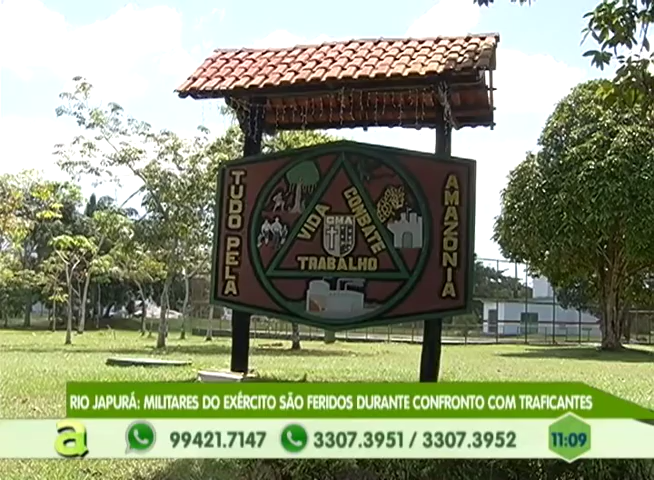 TUDO PELA
AMAZÔNIA
VIDA
COMBATE
CMA
TRABALHO
RIO JAPURÁ: MILITARES DO EXÉRCITO SÃO FERIDOS DURANTE CONFRONTO COM TRAFICANTES
a 99421.7147 3307.3951 / 3307.3952 11:09